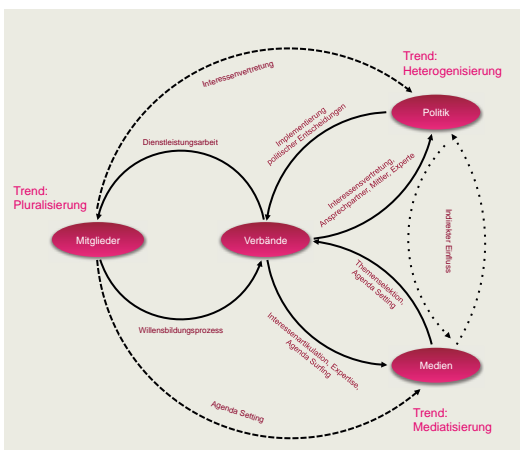 Trend:
Heterogenisierung
Interessenvertretung
Politik
Implementierung
politischer Entscheidungen
Dienstleistungsarbeit
Interessensvertretung,
Ansprechpartner, Mittler, Experte
Trend:
Pluralisierung
Mitglieder
Verbände
Indirekter Einfluss
Themenselektion,
Agenda Setting
Willensbildungsprozess
Interessenartikulation, Expertise,
Agenda Surfing
Medien
Agenda Setting
Trend:
Mediatisierung